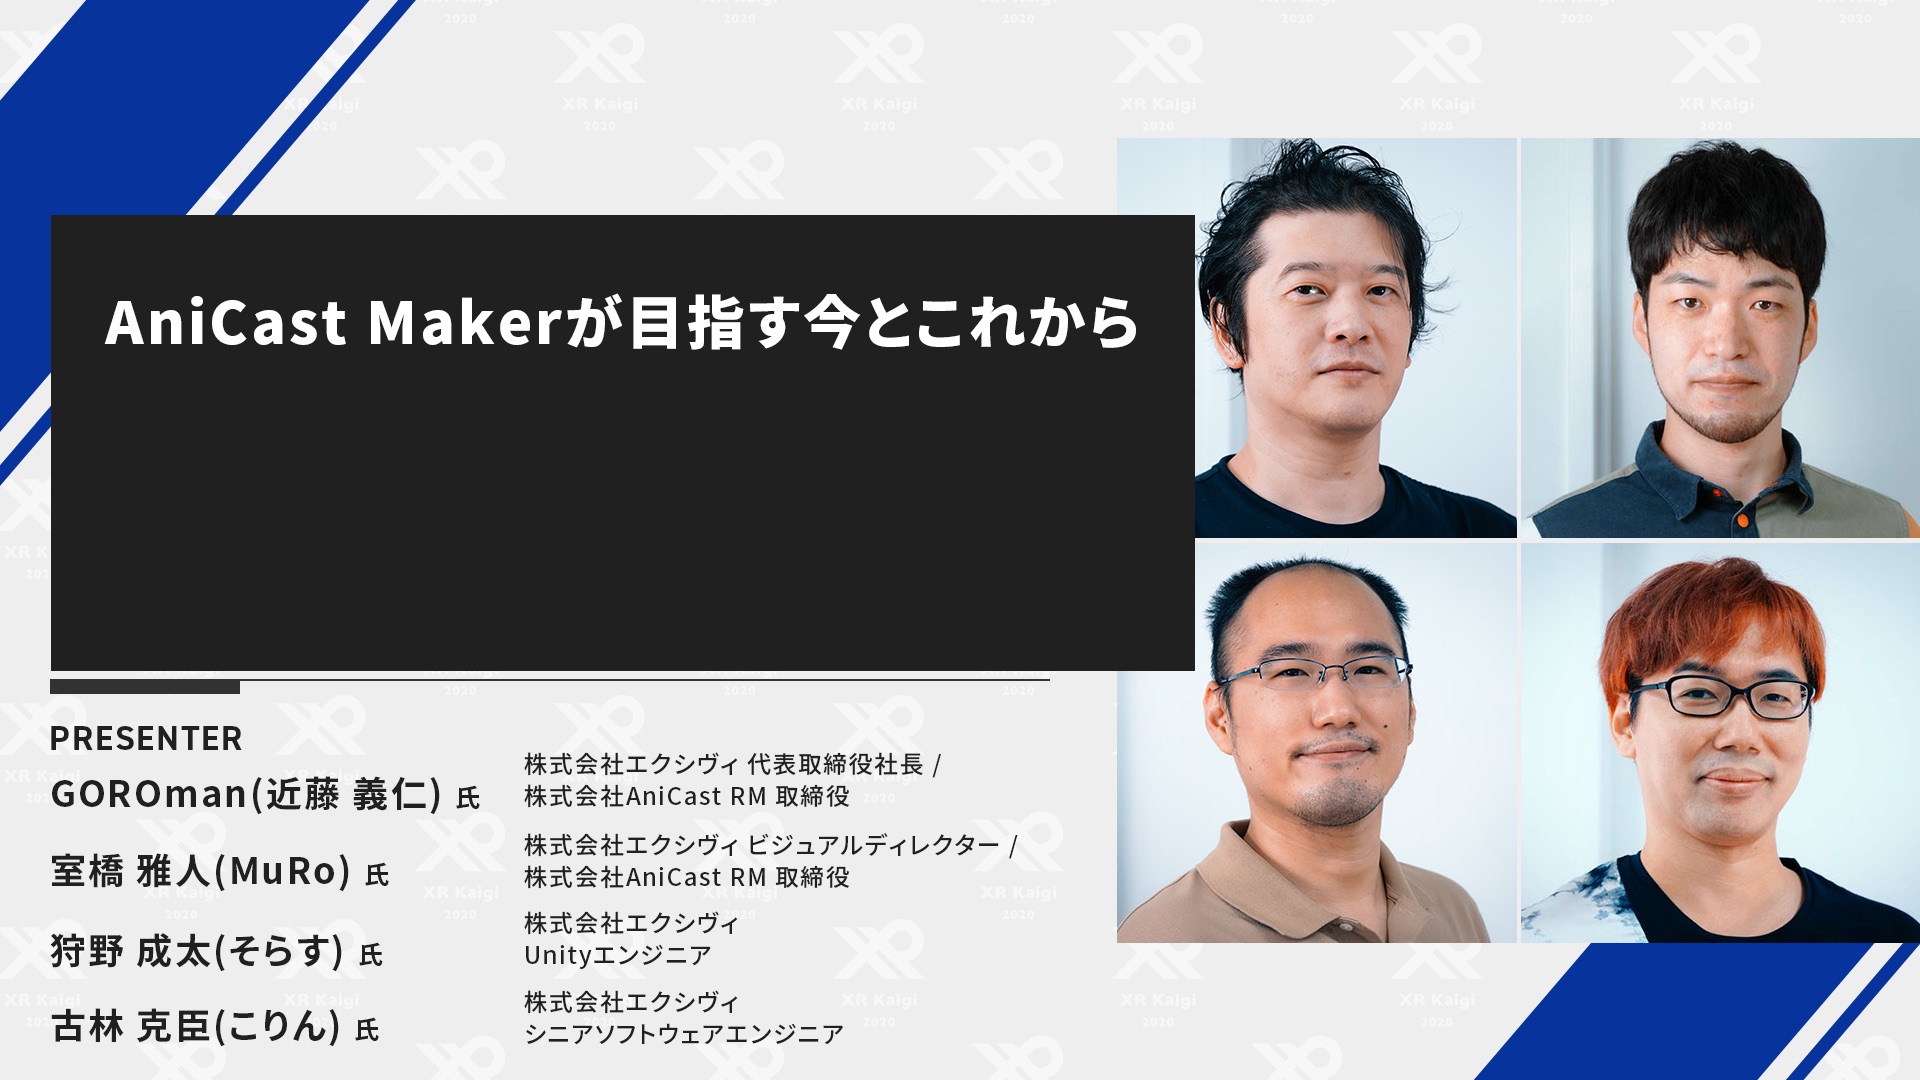 AniCast Makerが目指す今とこれから
PRESENTER
GOROman(近藤 義仁) 氏
株式会社エクシヴィ 代表取締役社長 /
株式会社AniCast RM 取締役
室橋 雅人(MuRo) 氏
株式会社エクシヴィ ビジュアルディレクター /
株式会社AniCast RM 取締役
狩野 成太(そらす) 氏
株式会社エクシヴィ
Unityエンジニア
古林 克臣(こりん) 氏
株式会社エクシヴィ
シニアソフトウェアエンジニア
XR Kaigi
2020